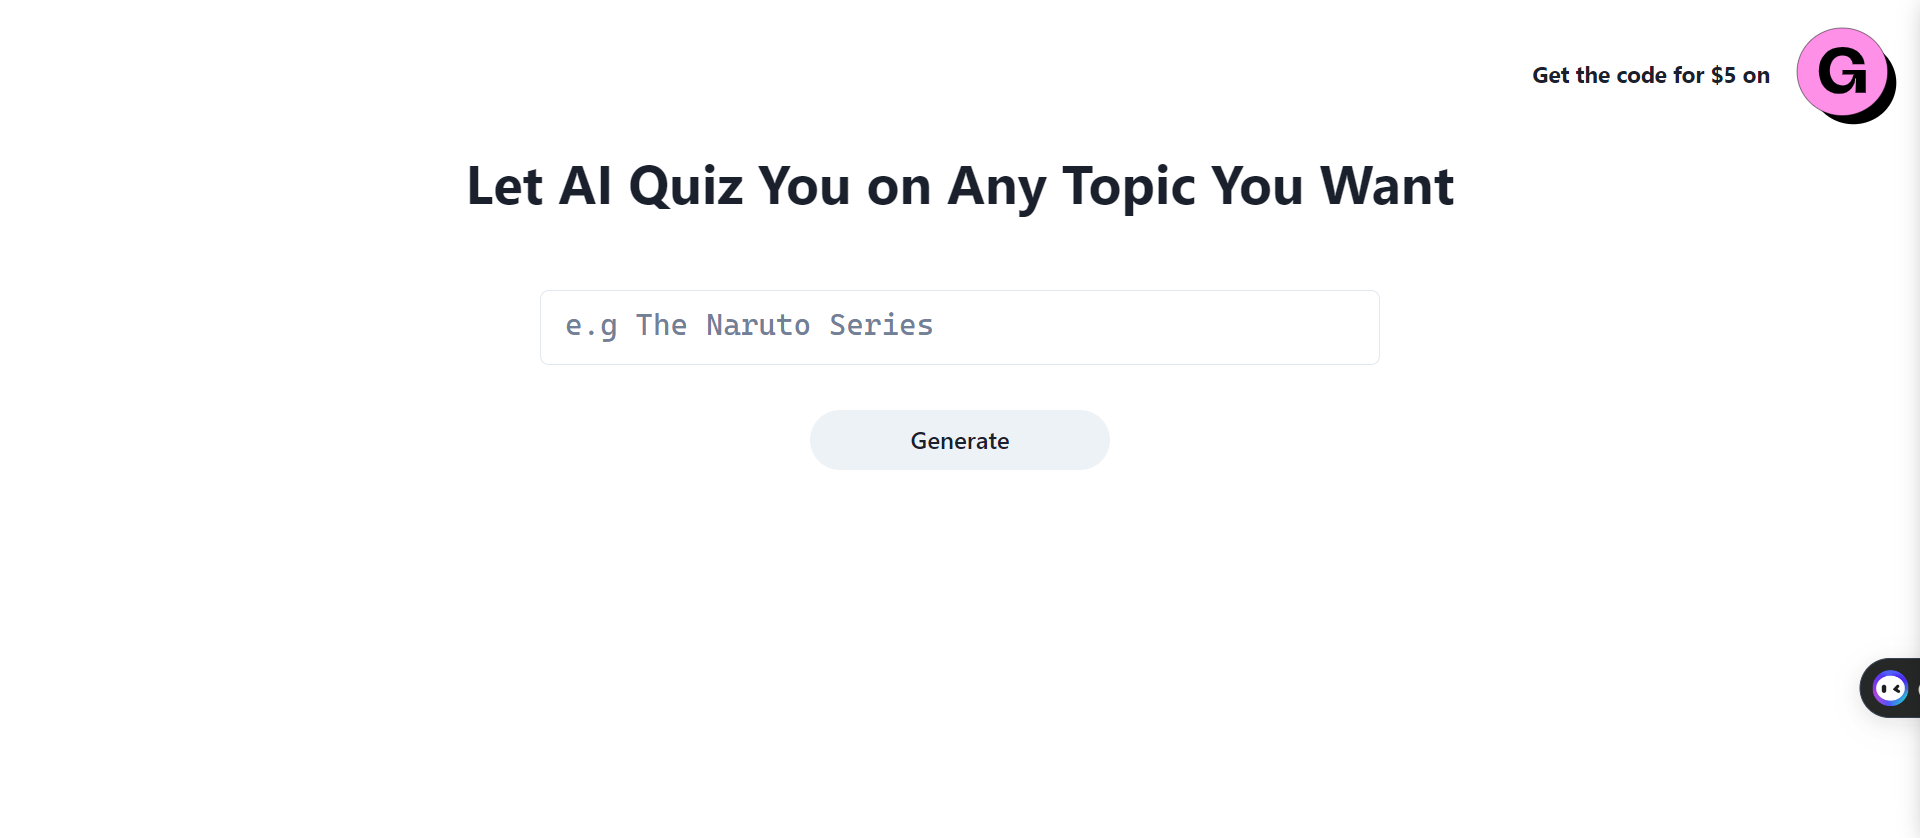 Get the code for $5 on
G
Let AI Quiz You on Any Topic You Want
e.g The Naruto Series
Generate